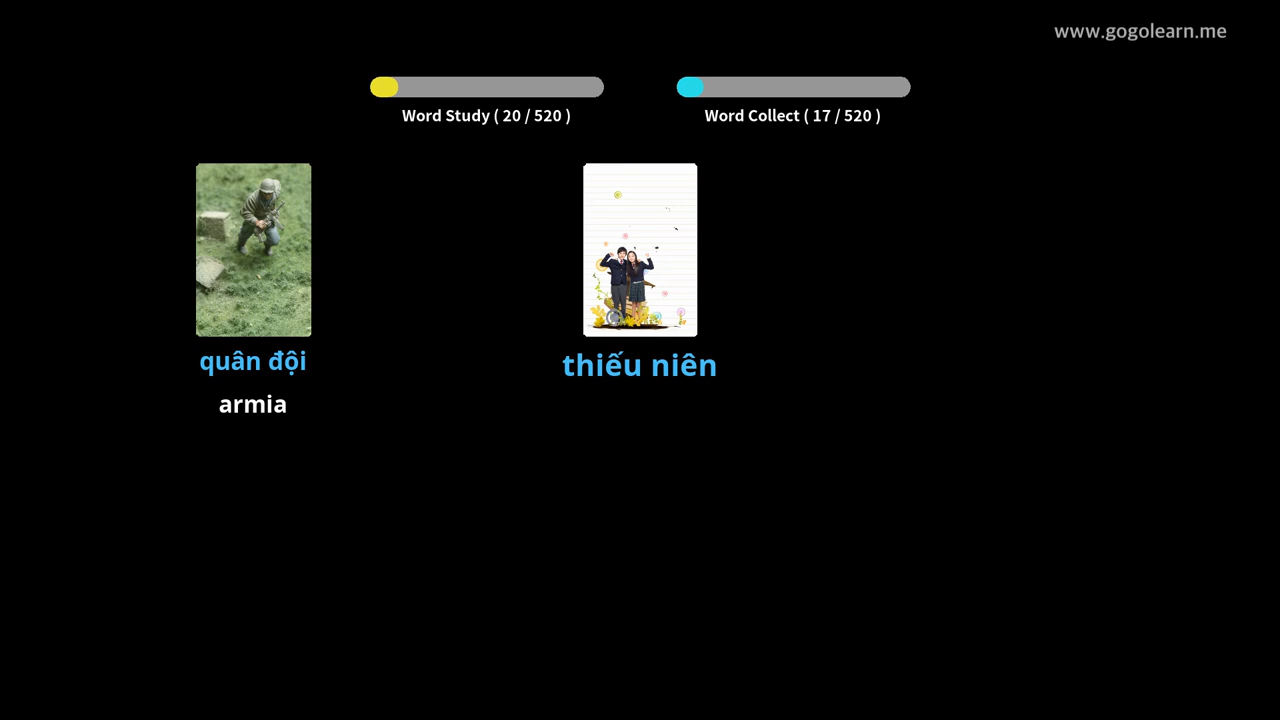 www.gogolearn.me
Word Study ( 20 / 520 )
Word Collect ( 17 / 520 )
quân đội
thiếu niên
armia